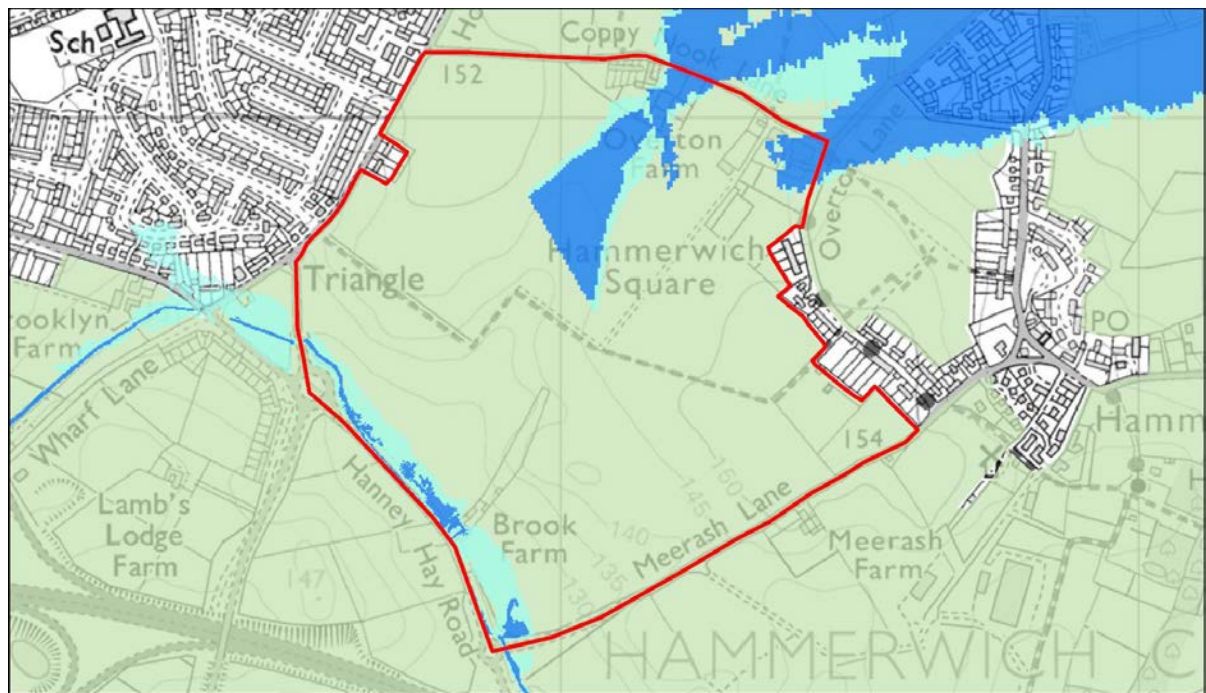 Sch
152
Coppy
Hook Lane
Overton
Farm
Overton Lane
Hammerwich
Square
Triangle
rooklyn
Farm
PO
Wharf Lane
Hamm
154
150
145
140
135
130
Lamb's
Lodge
Farm
147
Hanney Hay Road
Brook
Farm
Meerash Lane
Meerash
Farm
H
HAMMERWICH C